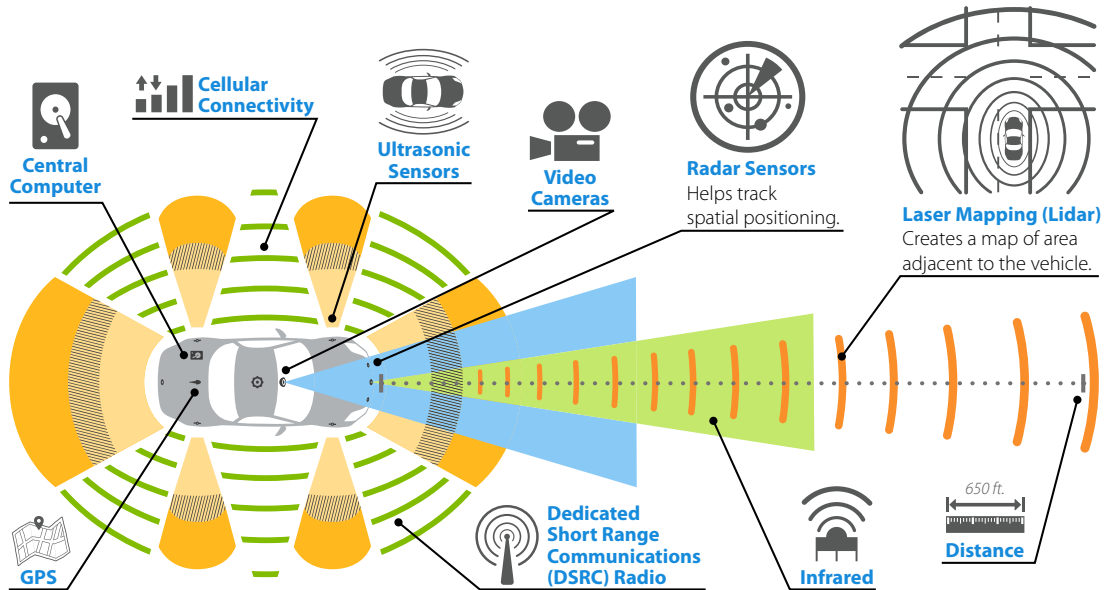 Cellular
Connectivity
Central
Computer
Ultrasonic
Sensors
Video
Cameras
Radar Sensors
Helps track
spatial positioning.
Laser Mapping (Lidar)
Creates a map of area
adjacent to the vehicle.
GPS
Dedicated
Short Range
Communications
(DSRC) Radio
Infrared
650 ft.
Distance